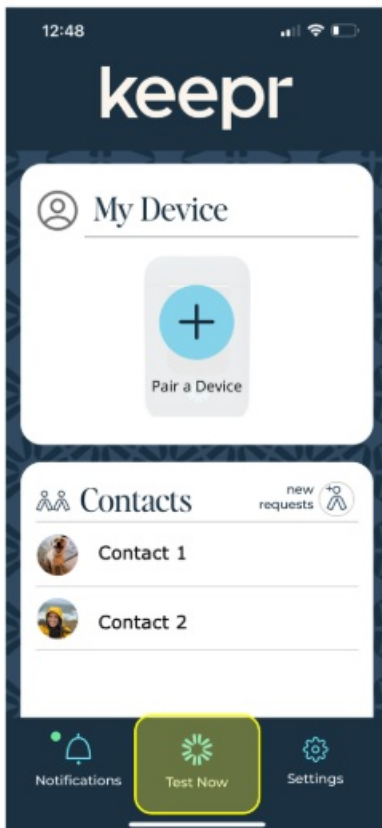 12:48
keepr
My Device
Pair a Device
Contacts
new
requests
Contact 1
Contact 2
Notifications
Test Now
Settings